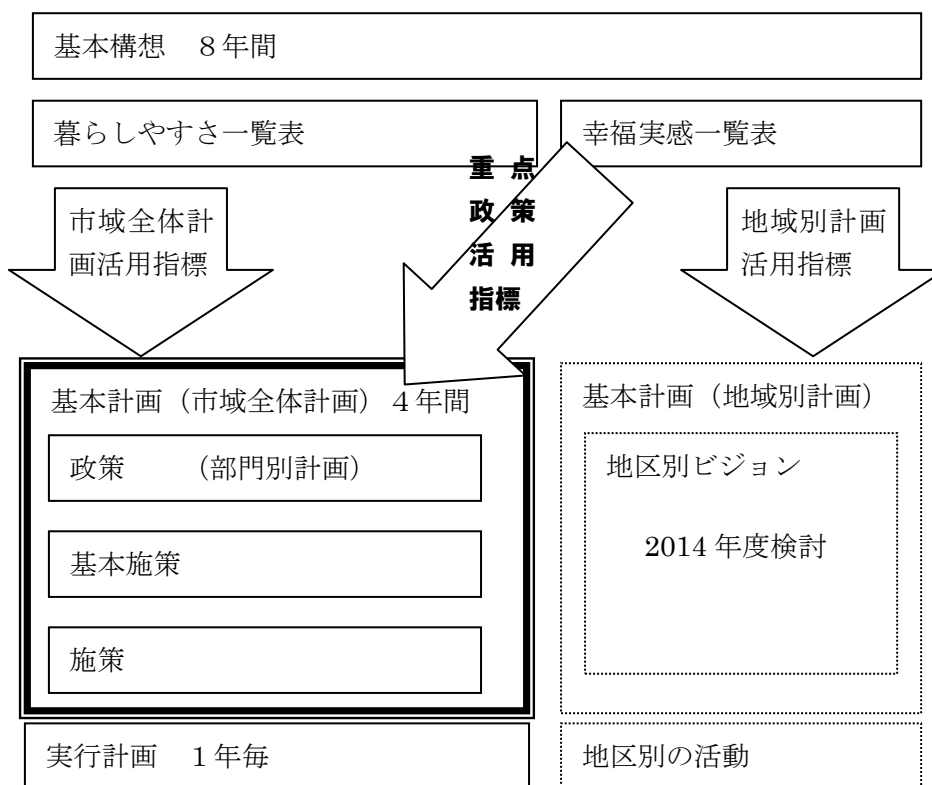 基本構想　８年間
暮らしやすさ一覧表
幸福実感一覧表
市域全体計
画活用指標
重 点
政 策
活 用
指標
地域別計画
活用指標
基本計画（市域全体計画）４年間
政策　　　（部門別計画）
基本施策
施策
基本計画（地域別計画）
地区別ビジョン
2014 年度検討
実行計画　１年毎
地区別の活動